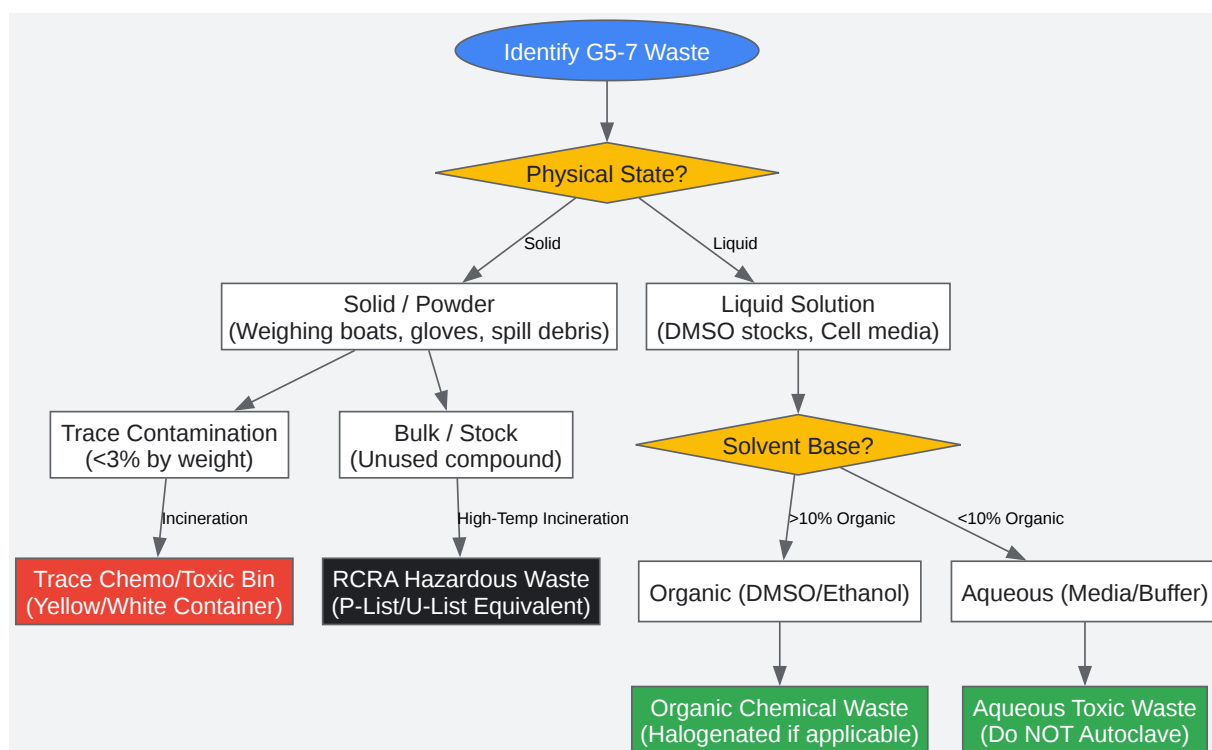 Identify G5-7 Waste
Physical State?
Solid
Liquid
Solid / Powder
(Weighing boats, gloves, spill debris)
Liquid Solution
(DMSO stocks, Cell media)
Trace Contamination
(<3% by weight)
Bulk / Stock
(Unused compound)
Solvent Base?
Incineration
High-Temp Incineration
>10% Organic
<10% Organic
Trace Chemo/Toxic Bin
(Yellow/White Container)
RCRA Hazardous Waste
(P-List/U-List Equivalent)
Organic (DMSO/Ethanol)
Aqueous (Media/Buffer)
Organic Chemical Waste
(Halogenated if applicable)
Aqueous Toxic Waste
(Do NOT Autoclave)